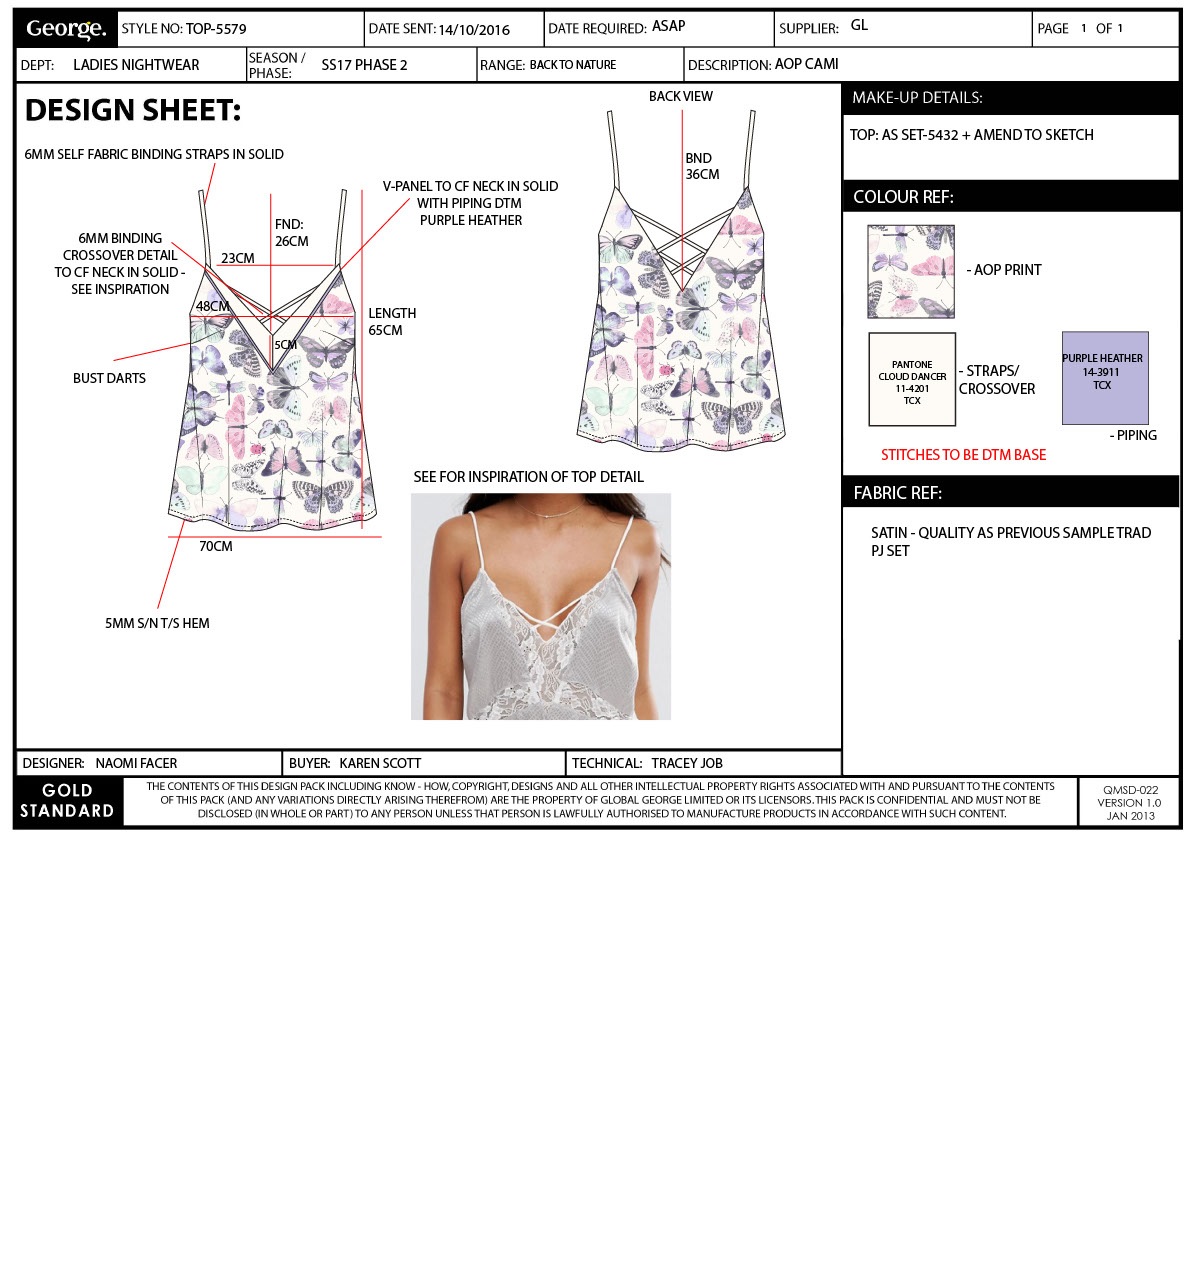 George.
STYLE NO: TOP-5579
DATE SENT: 14/10/2016
DATE REQUIRED: ASAP
SUPPLIER: GL
PAGE 1 OF 1
DEPT: LADIES NIGHTWEAR
SEASON /
PHASE: SS17 PHASE 2
RANGE: BACK TO NATURE
DESCRIPTION: AOP CAMI
DESIGN SHEET:
6MM SELF FABRIC BINDING STRAPS IN SOLID
V-PANEL TO CF NECK IN SOLID
WITH PIPING DTM
PURPLE HEATHER
6MM BINDING
CROSSOVER DETAIL
TO CF NECK IN SOLID -
SEE INSPIRATION
FND:
26CM
23CM
48CM
5CM
LENGTH
65CM
BUST DARTS
70CM
5MM S/N T/S HEM
BACK VIEW
BND
36CM
SEE FOR INSPIRATION OF TOP DETAIL
MAKE-UP DETAILS:
TOP: AS SET-5432 + AMEND TO SKETCH
COLOUR REF:
- AOP PRINT
PANTONE
CLOUD DANCER
11-4201
TCX
- STRAPS/
CROSSOVER
PURPLE HEATHER
14-3911
TCX
- PIPING
STITCHES TO BE DTM BASE
FABRIC REF:
SATIN - QUALITY AS PREVIOUS SAMPLE TRAD
PJ SET
DESIGNER: NAOMI FACER
BUYER: KAREN SCOTT
TECHNICAL: TRACEY JOB
GOLD
STANDARD
THE CONTENTS OF THIS DESIGN PACK INCLUDING KNOW - HOW, COPYRIGHT, DESIGNS AND ALL OTHER INTELLECTUAL PROPERTY RIGHTS ASSOCIATED WITH AND PURSUANT TO THE CONTENTS
OF THIS PACK (AND ANY VARIATIONS DIRECTLY ARISING THEREFROM) ARE THE PROPERTY OF GLOBAL GEORGE LIMITED OR ITS LICENSORS. THIS PACK IS CONFIDENTIAL AND MUST NOT BE
DISCLOSED (IN WHOLE OR PART) TO ANY PERSON UNLESS THAT PERSON IS LAWFULLY AUTHORISED TO MANUFACTURE PRODUCTS IN ACCORDANCE WITH SUCH CONTENT.
QMSD-022
VERSION 1.0
JAN 2013